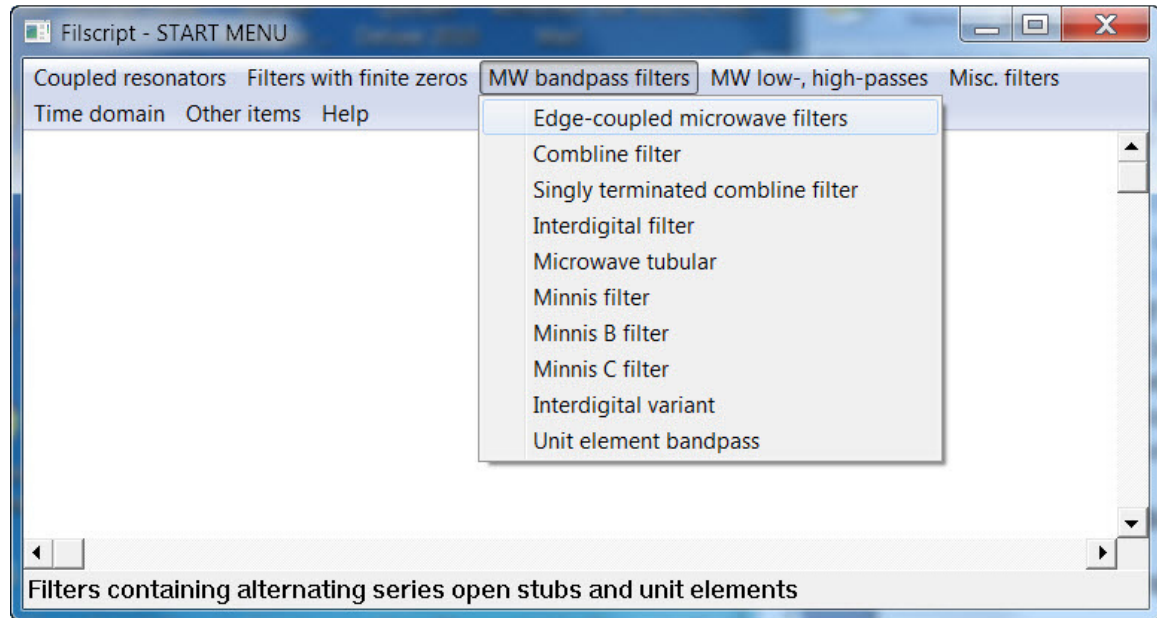 Filscript - START MENU
Coupled resonators Filters with finite zeros MW bandpass filters MW low-, high-passes Misc. filters
Time domain Other items Help
Edge-coupled microwave filters
Combline filter
Singly terminated combline filter
Interdigital filter
Microwave tubular
Minnis filter
Minnis B filter
Minnis C filter
Interdigital variant
Unit element bandpass
Filters containing alternating series open stubs and unit elements